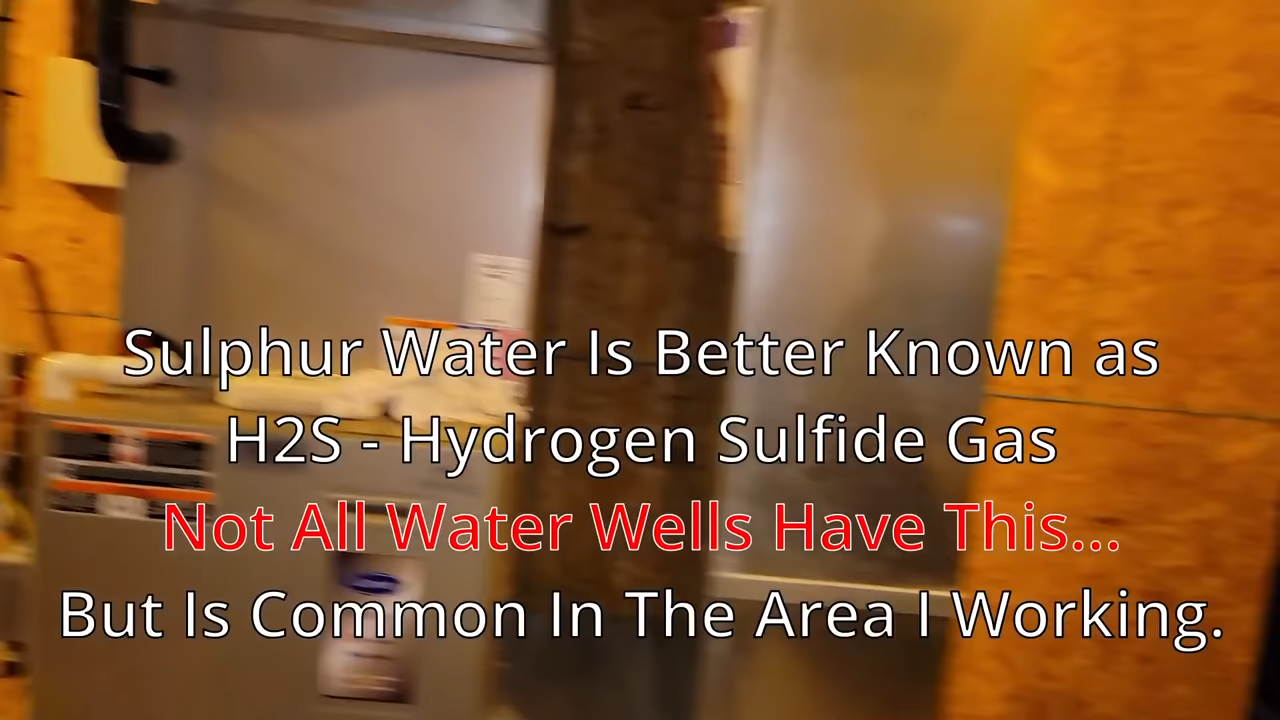 Sulphur Water Is Better Known as
H2S - Hydrogen Sulfide Gas
Not All Water Wells Have This...
But Is Common In The Area I Working.